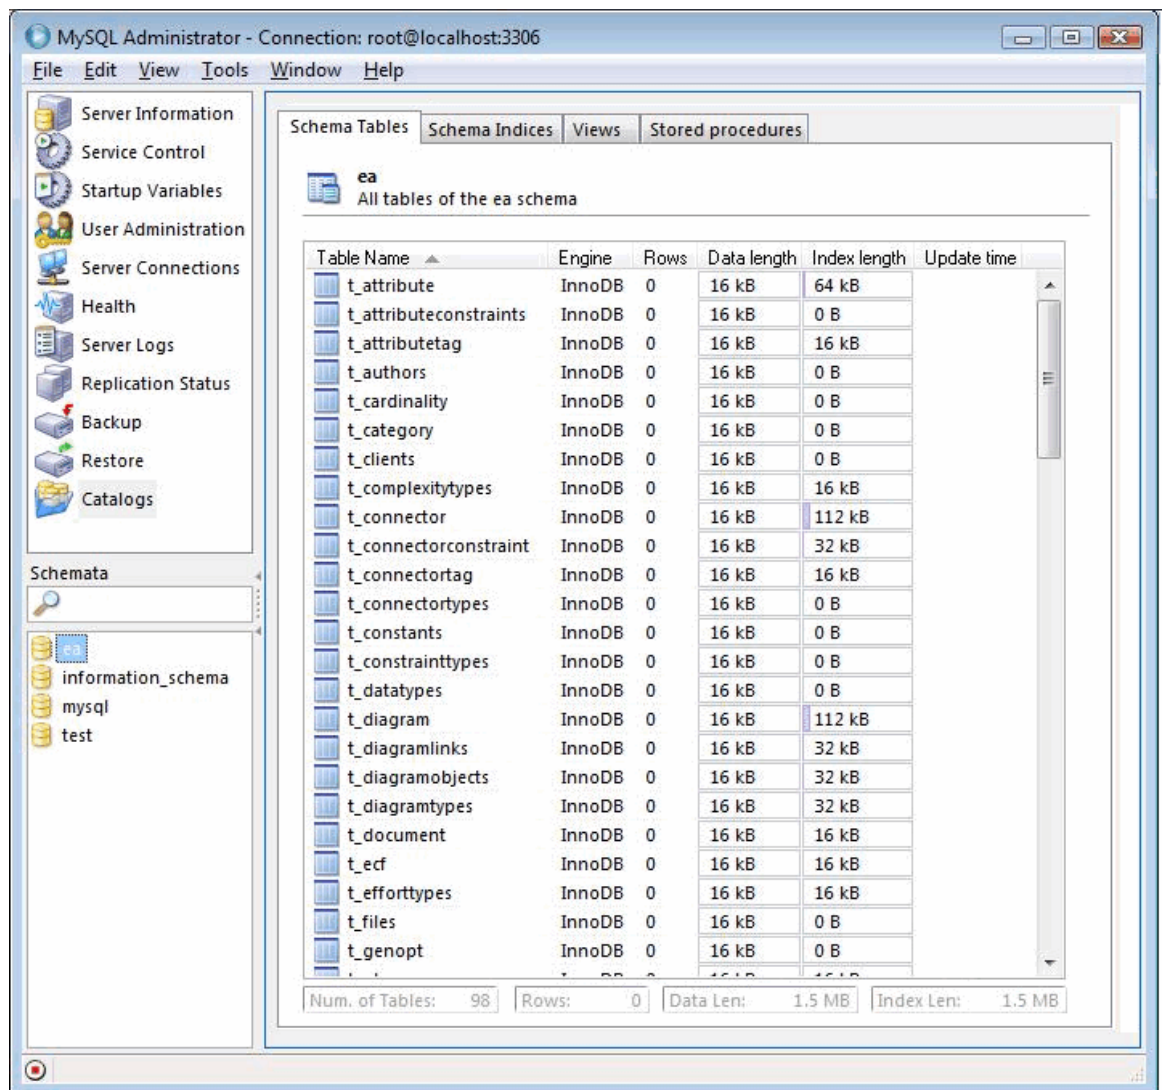 MySQL Administrator - Connection: root@localhost:3306
File Edit View Tools Window Help
Server Information
Service Control
Startup Variables
User Administration
Server Connections
Health
Server Logs
Replication Status
Backup
Restore
Catalogs
Schemata
ea
information_schema
mysql
test
Schema Tables Schema Indices Views Stored procedures
ea
All tables of the ea schema
Table Name Engine Rows Data length Index length Update time
t_attribute InnoDB 0 16 kB 64 kB
t_attributeconstraints InnoDB 0 16 kB 0 B
t_attributetag InnoDB 0 16 kB 16 kB
t_authors InnoDB 0 16 kB 0 B
t_cardinality InnoDB 0 16 kB 0 B
t_category InnoDB 0 16 kB 0 B
t_clients InnoDB 0 16 kB 0 B
t_complexitytypes InnoDB 0 16 kB 16 kB
t_connector InnoDB 0 16 kB 112 kB
t_connectorconstraint InnoDB 0 16 kB 32 kB
t_connectortag InnoDB 0 16 kB 16 kB
t_connectortypes InnoDB 0 16 kB 0 B
t_constants InnoDB 0 16 kB 0 B
t_constrainttypes InnoDB 0 16 kB 0 B
t_datatypes InnoDB 0 16 kB 0 B
t_diagram InnoDB 0 16 kB 112 kB
t_diagramlinks InnoDB 0 16 kB 32 kB
t_diagramobjects InnoDB 0 16 kB 32 kB
t_diagramtypes InnoDB 0 16 kB 32 kB
t_document InnoDB 0 16 kB 16 kB
t_ecf InnoDB 0 16 kB 16 kB
t_efforttypes InnoDB 0 16 kB 16 kB
t_files InnoDB 0 16 kB 0 B
t_genopt InnoDB 0 16 kB 0 B
Num. of Tables: 98 Rows: 0 Data Len: 1.5 MB Index Len: 1.5 MB